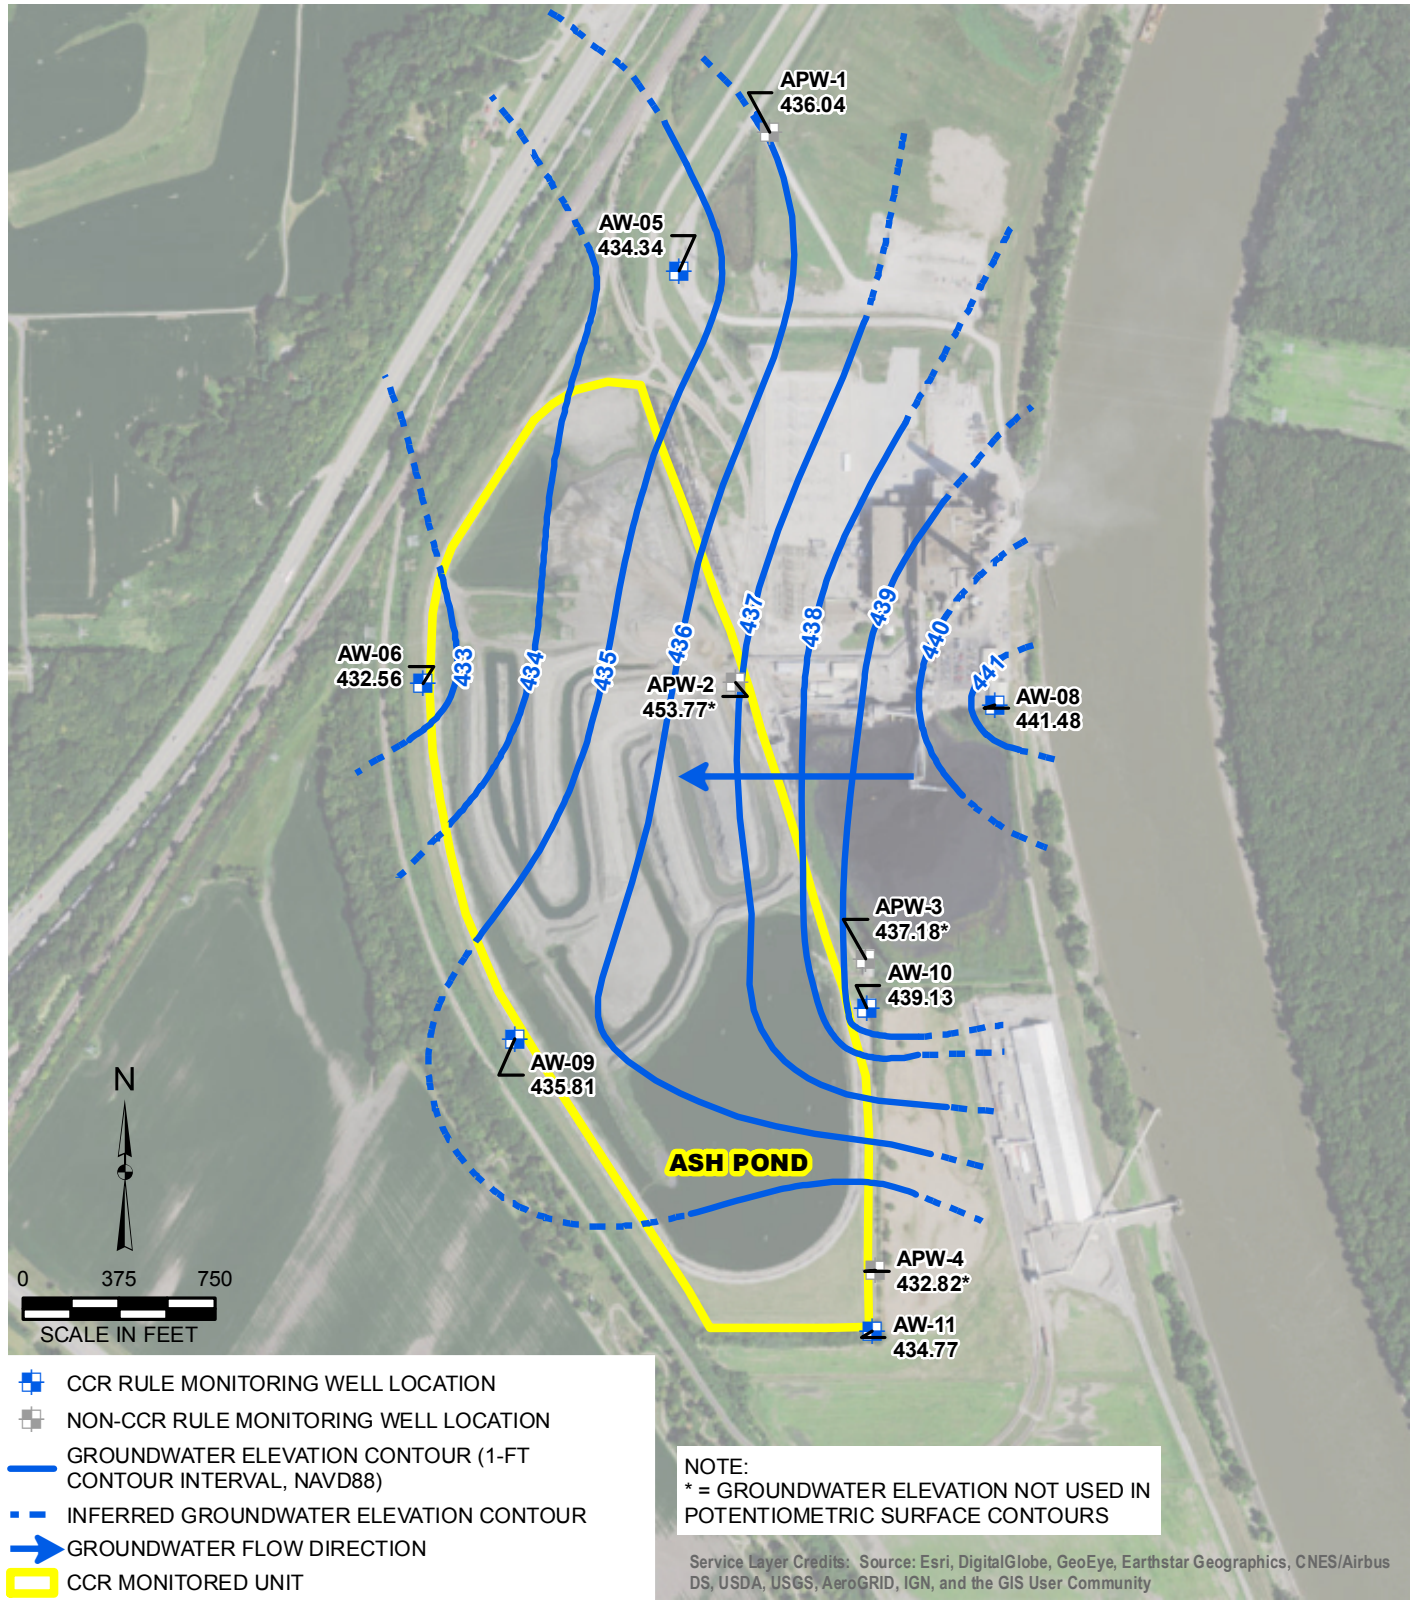 APW-1
436.04
AW-05
434.34
AW-06
432.56
433
434
435
436
437
438
439
440
441
APW-2
453.77*
AW-08
441.48
APW-3
437.18*
AW-10
439.13
AW-09
435.81
ASH POND
APW-4
432.82*
AW-11
434.77
N
0 375 750
SCALE IN FEET
CCR RULE MONITORING WELL LOCATION
NON-CCR RULE MONITORING WELL LOCATION
GROUNDWATER ELEVATION CONTOUR (1-FT
CONTOUR INTERVAL, NAVD88)
INFERRED GROUNDWATER ELEVATION CONTOUR
GROUNDWATER FLOW DIRECTION
CCR MONITORED UNIT
NOTE:
* = GROUNDWATER ELEVATION NOT USED IN
POTENTIOMETRIC SURFACE CONTOURS
Service Layer Credits: Source: Esri, DigitalGlobe, GeoEye, Earthstar Geographics, CNES/Airbus
DS, USDA, USGS, AeroGRID, IGN, and the GIS User Community